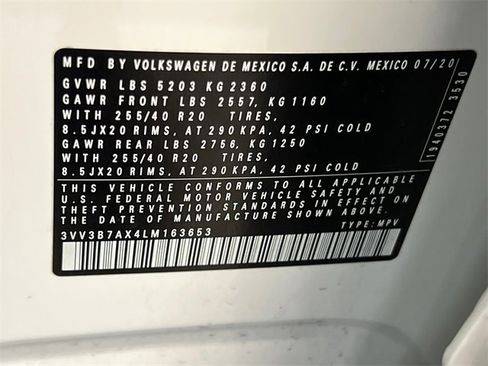 MFD BY VOLKSWAGEN DE MEXICO S.A. DE C.V. MEXICO 07/20
GVWR LBS 5203 KG 2360
GAWR FRONT LBS 2557, KG 1160
WITH 255/40 R20 TIRES,
8.5JX20 RIMS, AT 290 KPA, 42 PSI COLD
GAWR REAR LBS 2756, KG 1250
WITH 255/40 R20 TIRES,
8.5JX20 RIMS, AT 290 KPA, 42 PSI COLD
THIS VEHICLE CONFORMS TO ALL APPLICABLE
U.S. FEDERAL MOTOR VEHICLE SAFETY AND
THEFT PREVENTION STANDARDS IN EFFECT ON
THE DATE OF MANUFACTURE SHOWN ABOVE.
3VV3B7AX4LM163653
TYPE: MPV
1940372 3530